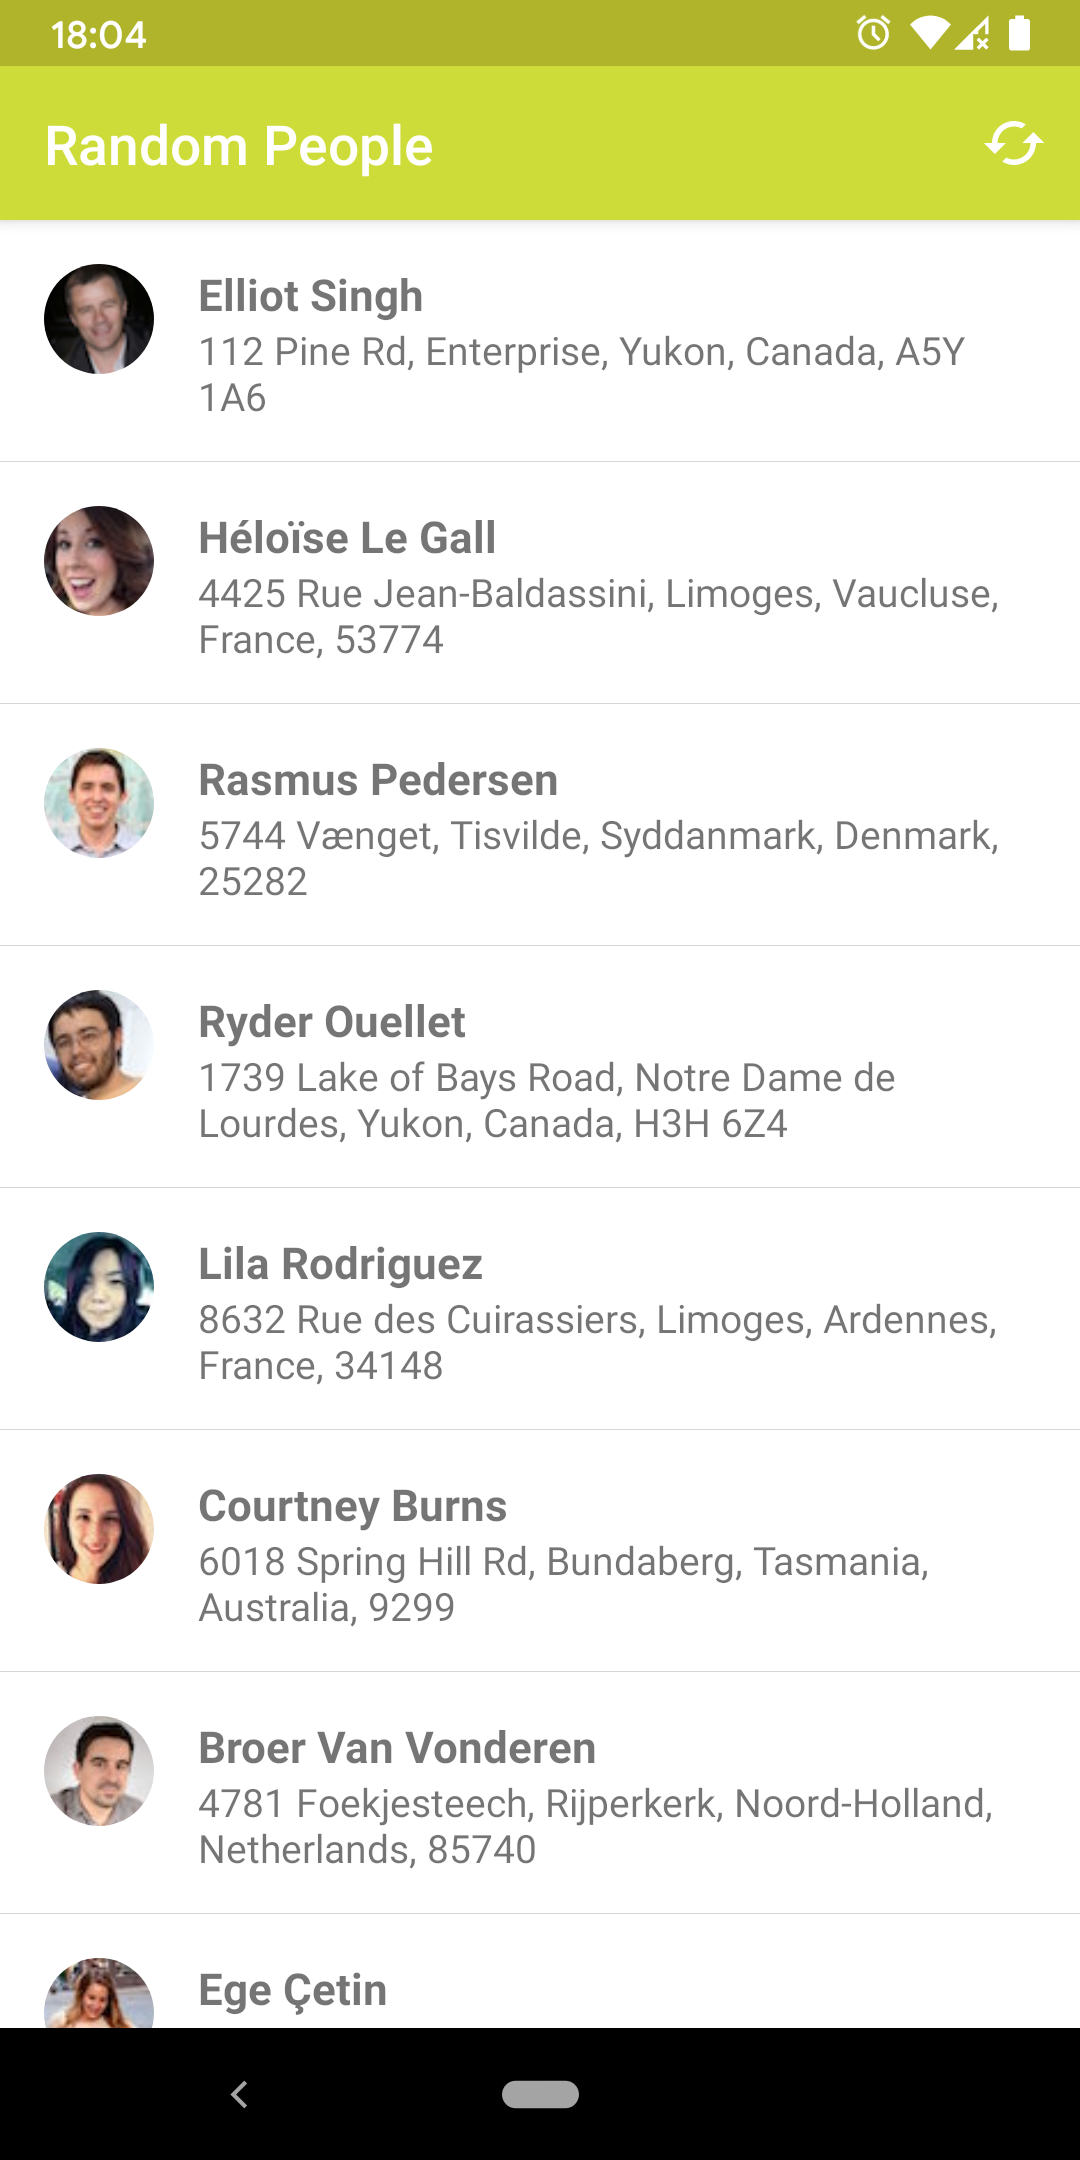 18:04
Random People
Elliot Singh
112 Pine Rd, Enterprise, Yukon, Canada, A5Y
1A6
Héloïse Le Gall
4425 Rue Jean-Baldassini, Limoges, Vaucluse,
France, 53774
Rasmus Pedersen
5744 Vænget, Tisvilde, Syddanmark, Denmark,
25282
Ryder Ouellet
1739 Lake of Bays Road, Notre Dame de
Lourdes, Yukon, Canada, H3H 6Z4
Lila Rodriguez
8632 Rue des Cuirassiers, Limoges, Ardennes,
France, 34148
Courtney Burns
6018 Spring Hill Rd, Bundaberg, Tasmania,
Australia, 9299
Broer Van Vonderen
4781 Foekjesteech, Rijperkerk, Noord-Holland,
Netherlands, 85740
Ege Çetin